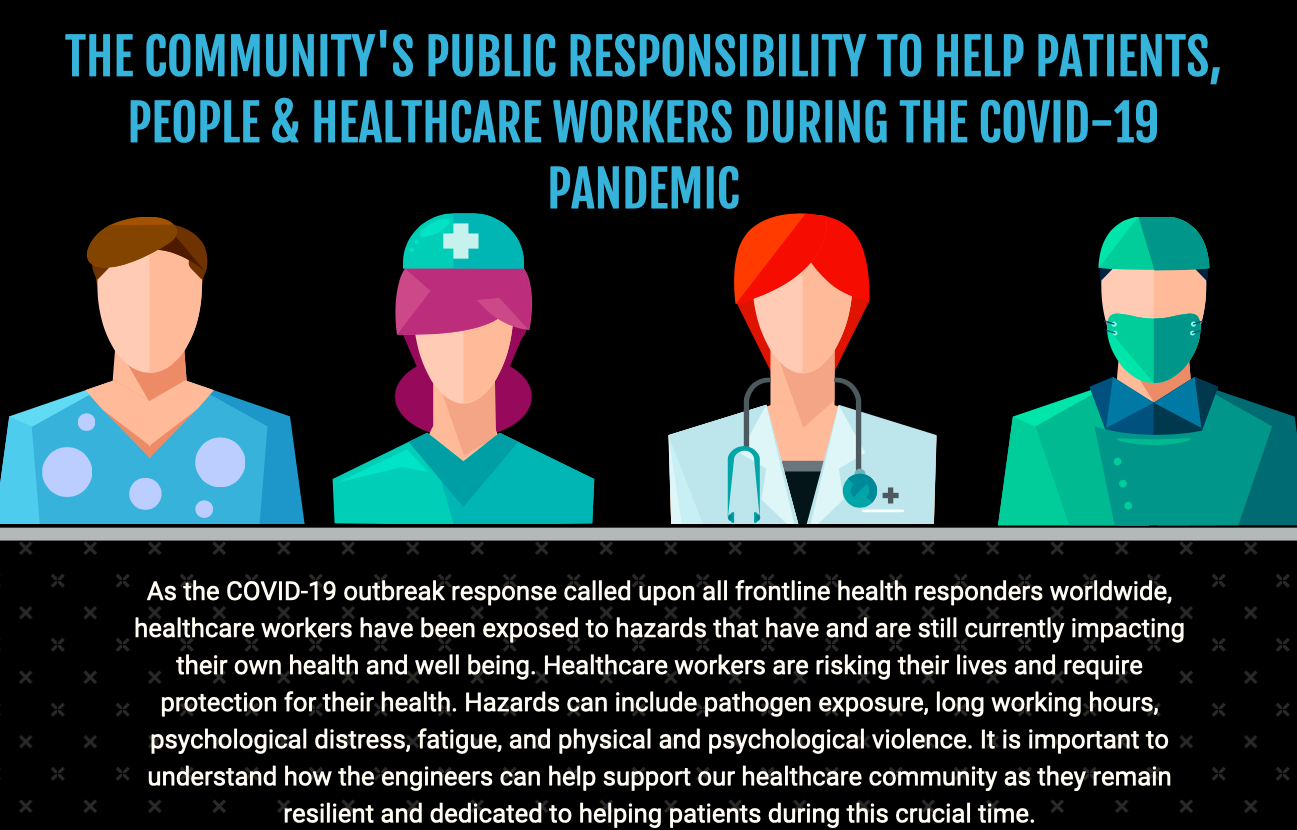 THE COMMUNITY'S PUBLIC RESPONSIBILITY TO HELP PATIENTS,
PEOPLE & HEALTHCARE WORKERS DURING THE COVID-19
PANDEMIC
As the COVID-19 outbreak response called upon all frontline health responders worldwide,
healthcare workers have been exposed to hazards that have and are still currently impacting
their own health and well being. Healthcare workers are risking their lives and require
protection for their health. Hazards can include pathogen exposure, long working hours,
psychological distress, fatigue, and physical and psychological violence. It is important to
understand how the engineers can help support our healthcare community as they remain
resilient and dedicated to helping patients during this crucial time.